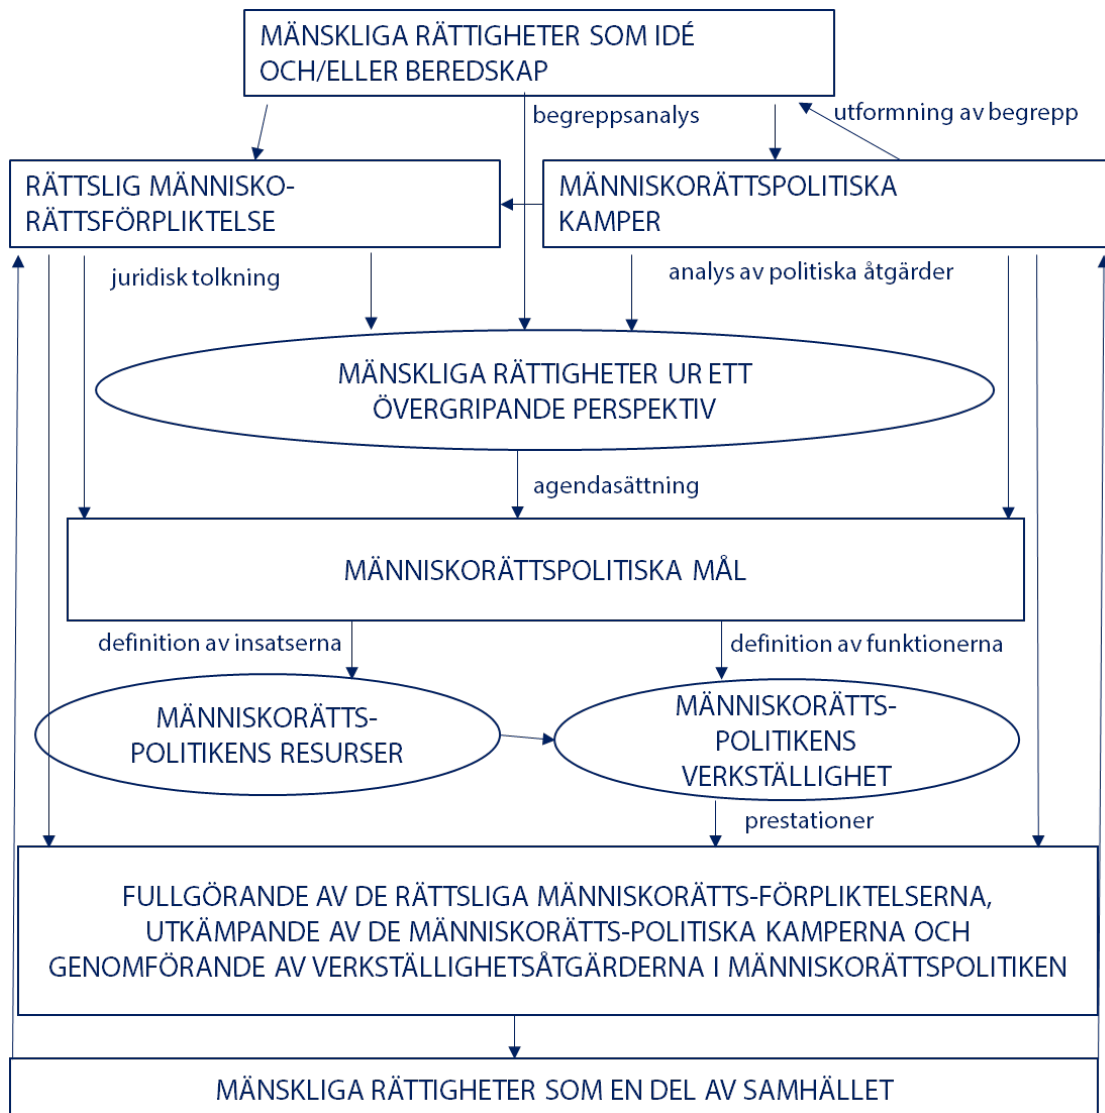 MÄNSKLIGA RÄTTIGHETER SOM IDÉ
OCH/ELLER BEREDSKAP
begreppsanalys
utformning av begrepp
RÄTTSLIG MÄNNISKO-
RÄTTSFÖRPLIKTELSE
MÄNNISKORÄTTSPOLITISKA
KAMPER
juridisk tolkning
analys av politiska åtgärder
MÄNSKLIGA RÄTTIGHETER UR ETT
ÖVERGRIPANDE PERSPEKTIV
agendasättning
MÄNNISKORÄTTSPOLITISKA MÅL
definition av insatserna
definition av funktionerna
MÄNNISKORÄTTS-
POLITIKENS RESURSER
MÄNNISKORÄTTS-
POLITIKENS
VERKSTÄLLIGHET
prestationer
FULLGÖRANDE AV DE RÄTTSLIGA MÄNNISKORÄTTS-FÖRPLIKTELSERNA,
UTKÄMPANDE AV DE MÄNNISKORÄTTS-POLITISKA KAMPERNA OCH
GENOMFÖRANDE AV VERKSTÄLLIGHETSÅTGÄRDERNA I MÄNNISKORÄTTSPOLITIKEN
MÄNSKLIGA RÄTTIGHETER SOM EN DEL AV SAMHÄLLET